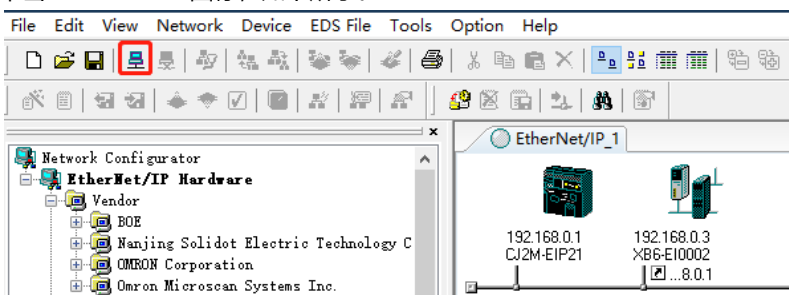 File Edit View Network Device EDS File Tools Option Help
EtherNet/IP_1
Network Configurator
EtherNet/IP Hardware
Vendor
BOE
Nanjing Solidot Electric Technology C
OMRON Corporation
Omron Microscan Systems Inc.
192.168.0.1
CJ2M-EIP21
192.168.0.3
XB6-EI0002
...8.0.1